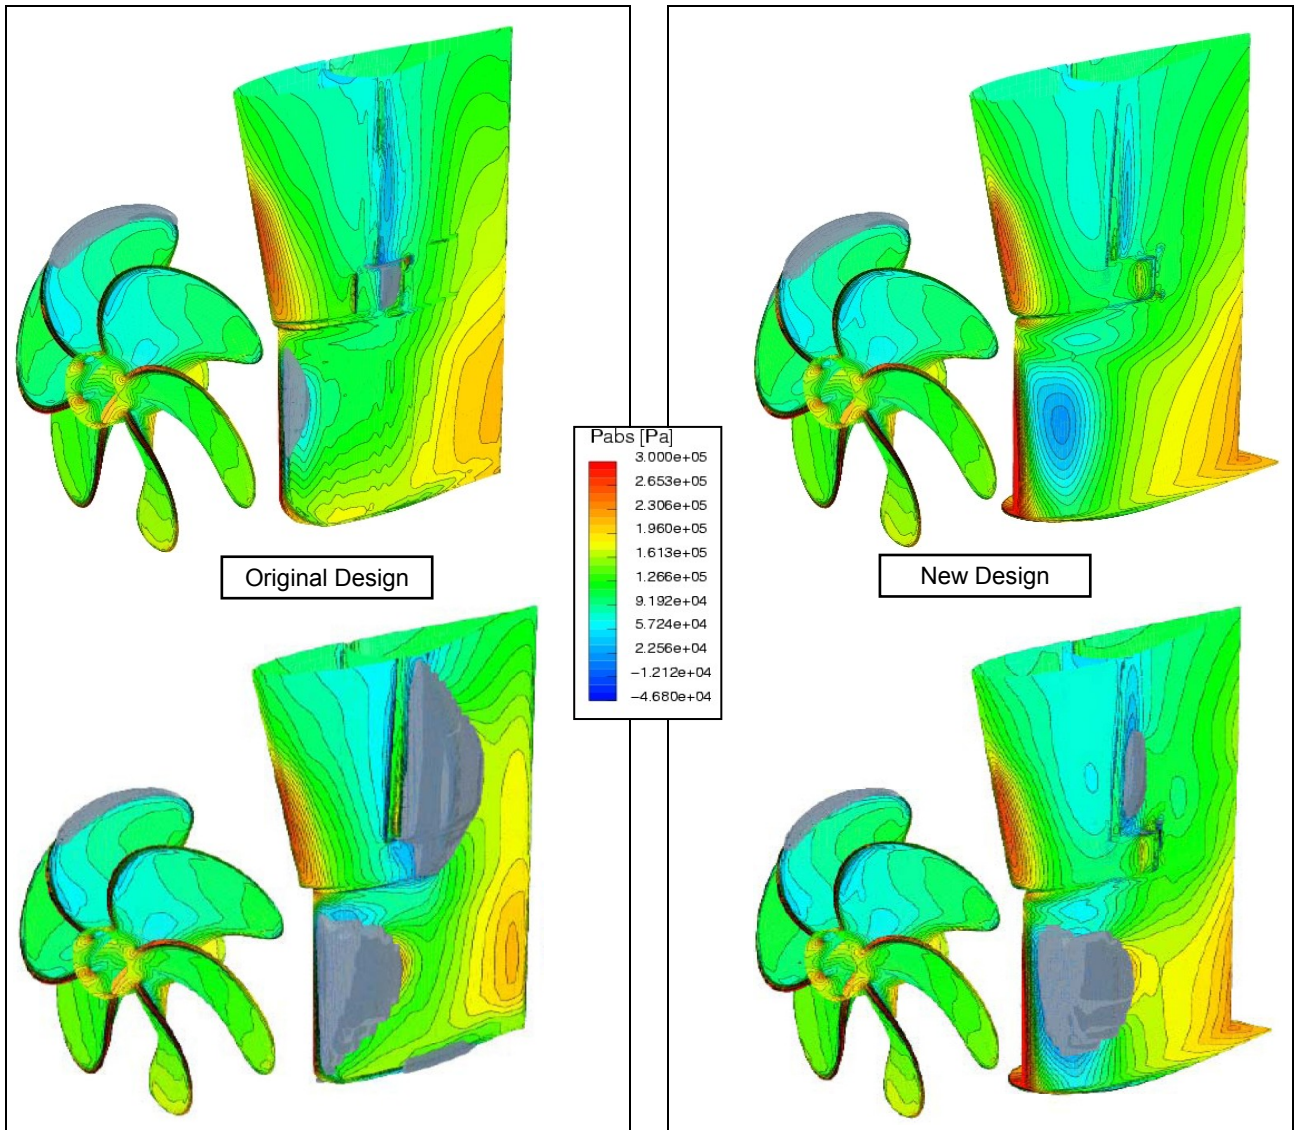 Pabs [Pa]
3.000e+05
2.653e+05
2.306e+05
1.960e+05
1.613e+05
1.266e+05
9.192e+04
5.724e+04
2.256e+04
−1.212e+04
−4.680e+04
Original Design
New Design